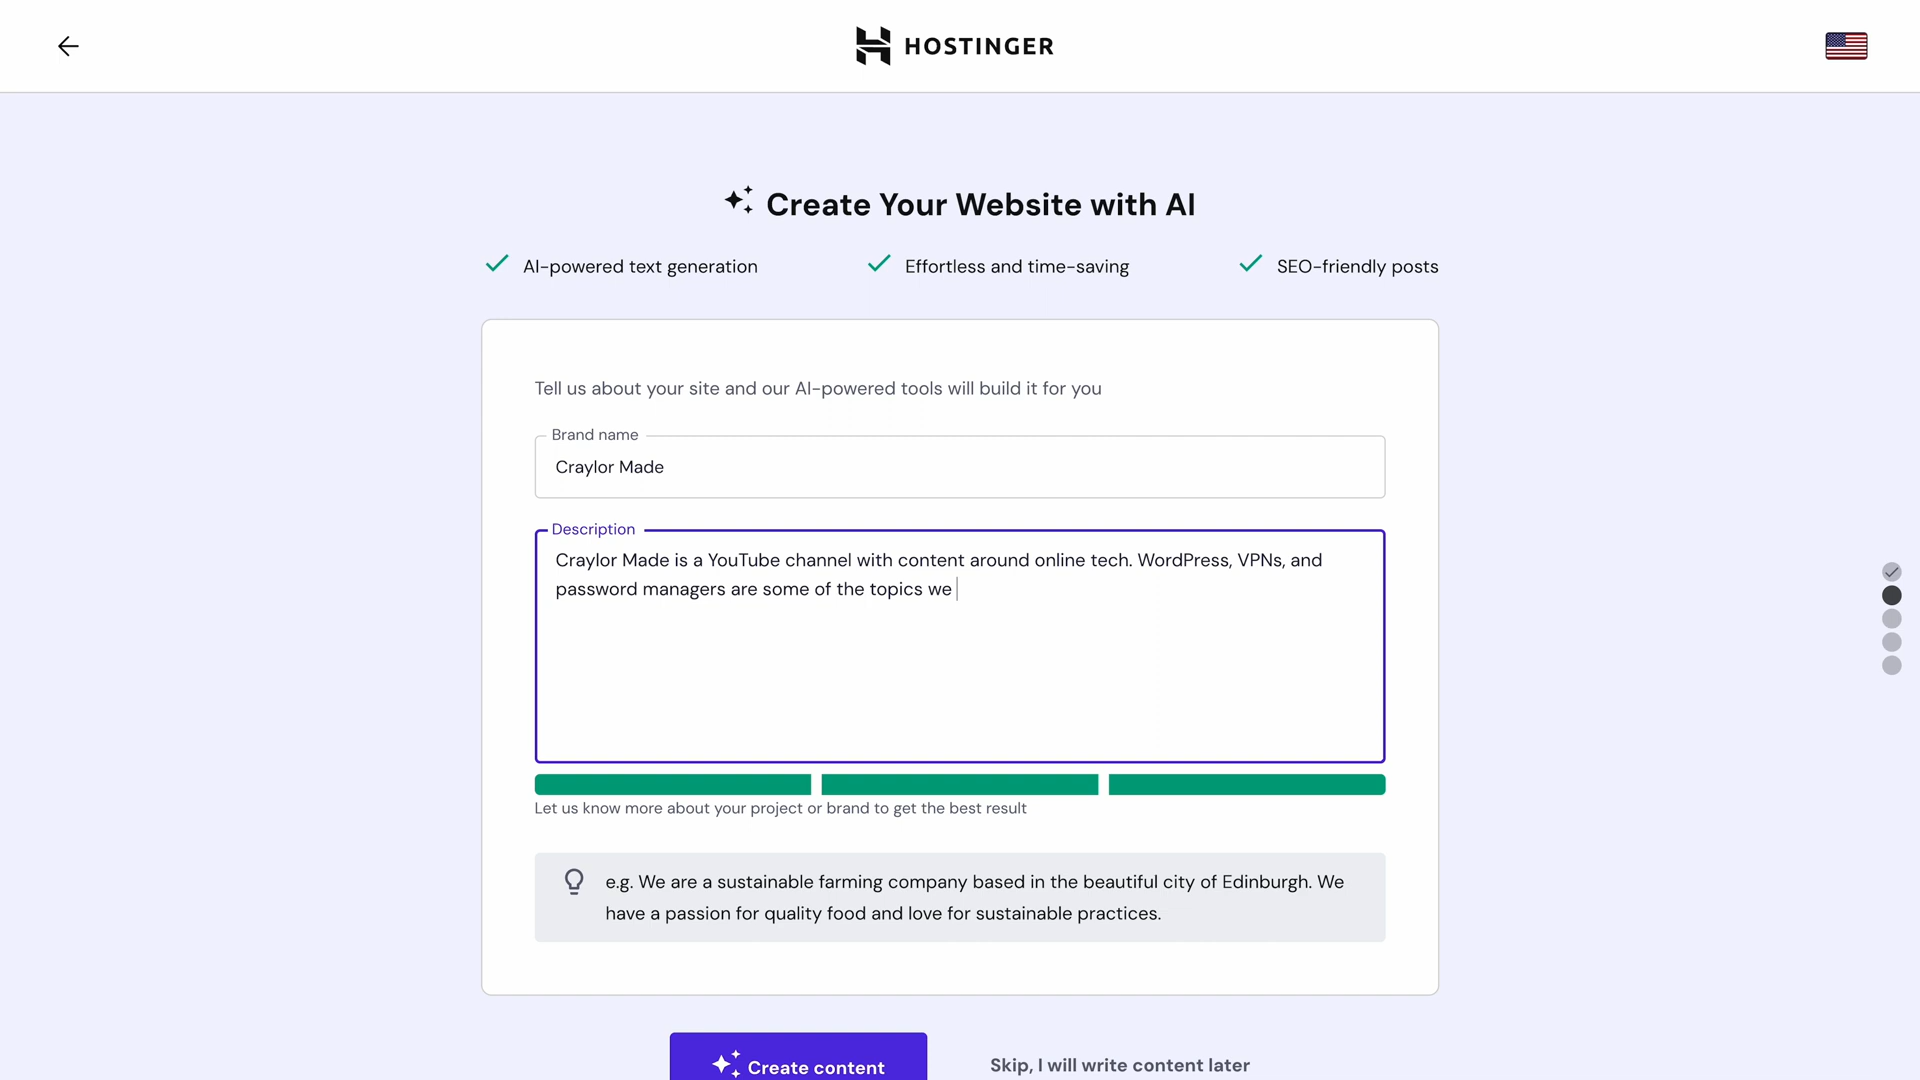 HOSTINGER
Create Your Website with AI
AI-powered text generation
Effortless and time-saving
SEO-friendly posts
Tell us about your site and our AI-powered tools will build it for you
Brand name
Craylor Made
Description
Craylor Made is a YouTube channel with content around online tech. WordPress, VPNs, and
password managers are some of the topics we
Let us know more about your project or brand to get the best result
e.g. We are a sustainable farming company based in the beautiful city of Edinburgh. We
have a passion for quality food and love for sustainable practices.
Create content
Skip, I will write content later